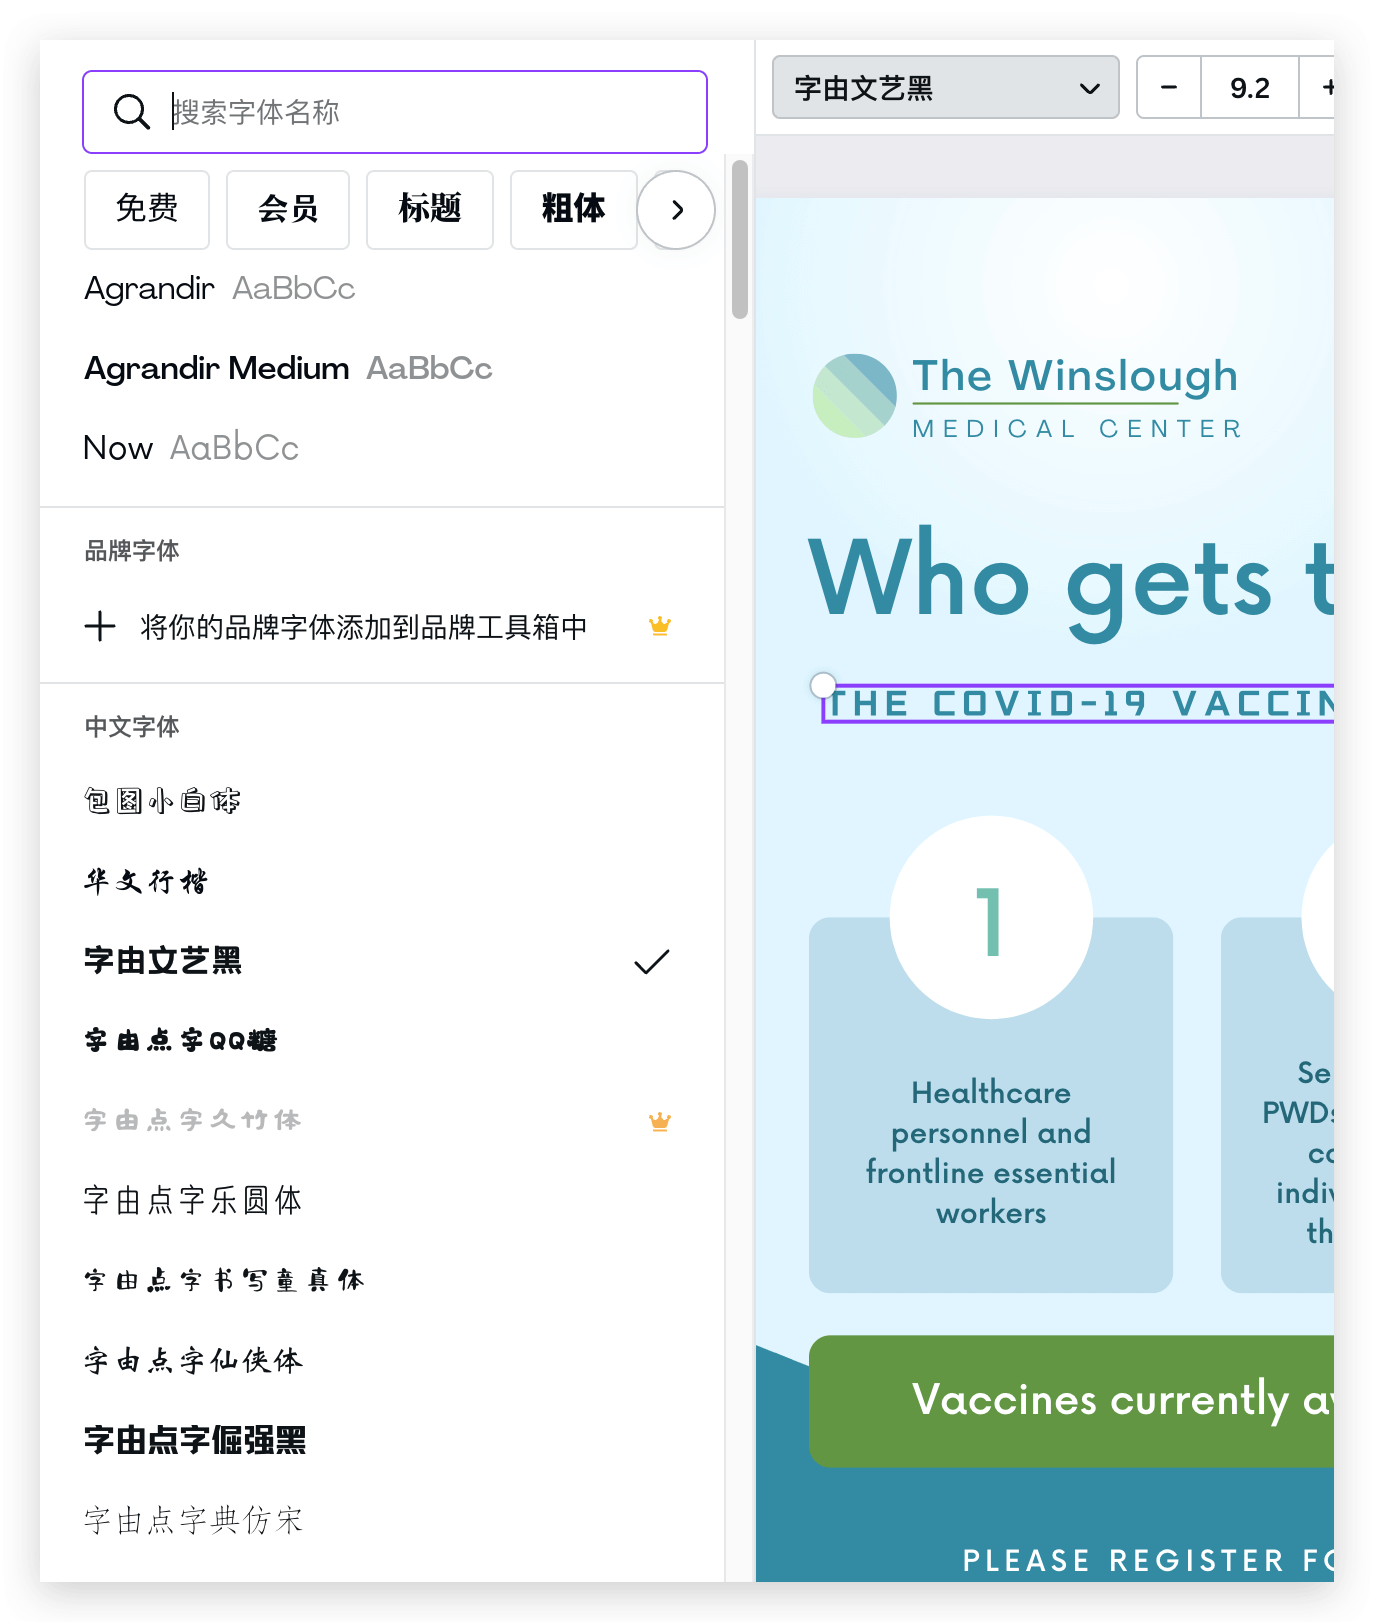 搜索字体名称
免费
会员
标题
粗体
Agrandir AaBbCc
Agrandir Medium AaBbCc
Now AaBbCc
品牌字体
将你的品牌字体添加到品牌工具箱中
中文字体
包图小白体
华文行楷
字由文艺黑
字由点字QQ糖
字由点字久竹体
字由点字乐圆体
字由点字书写童真体
字由点字仙侠体
字由点字倔强黑
字由点字典仿宋
字由文艺黑
9.2
The Winslough
MEDICAL CENTER
Who gets t
THE COVID-19 VACCIN
1
Healthcare
personnel and
frontline essential
workers
Se
PWDs
co
indiv
th
Vaccines currently av
PLEASE REGISTER FO